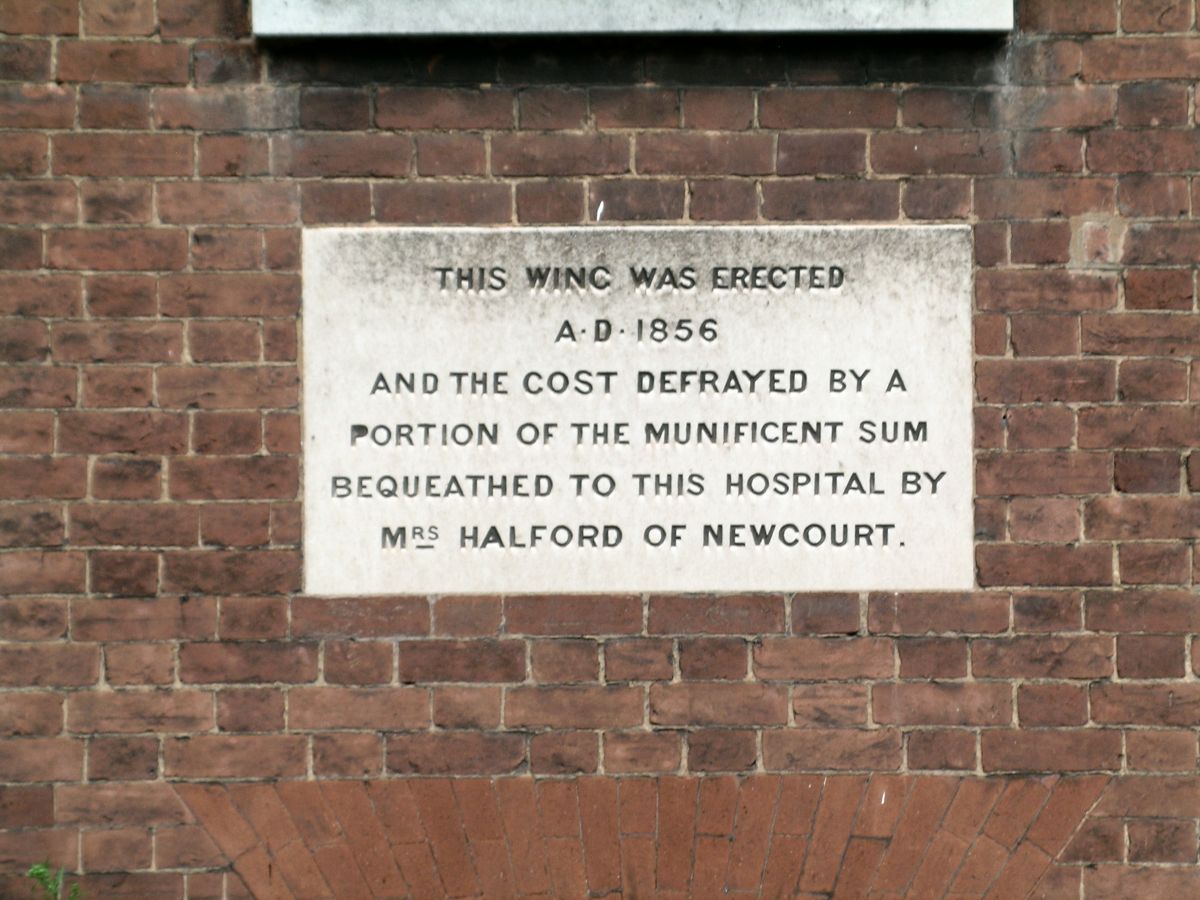 THIS WING WAS ERECTED
A·D·1856
AND THE COST DEFRAYED BY A
PORTION OF THE MUNIFICENT SUM
BEQUEATHED TO THIS HOSPITAL BY
MRS HALFORD OF NEWCOURT.